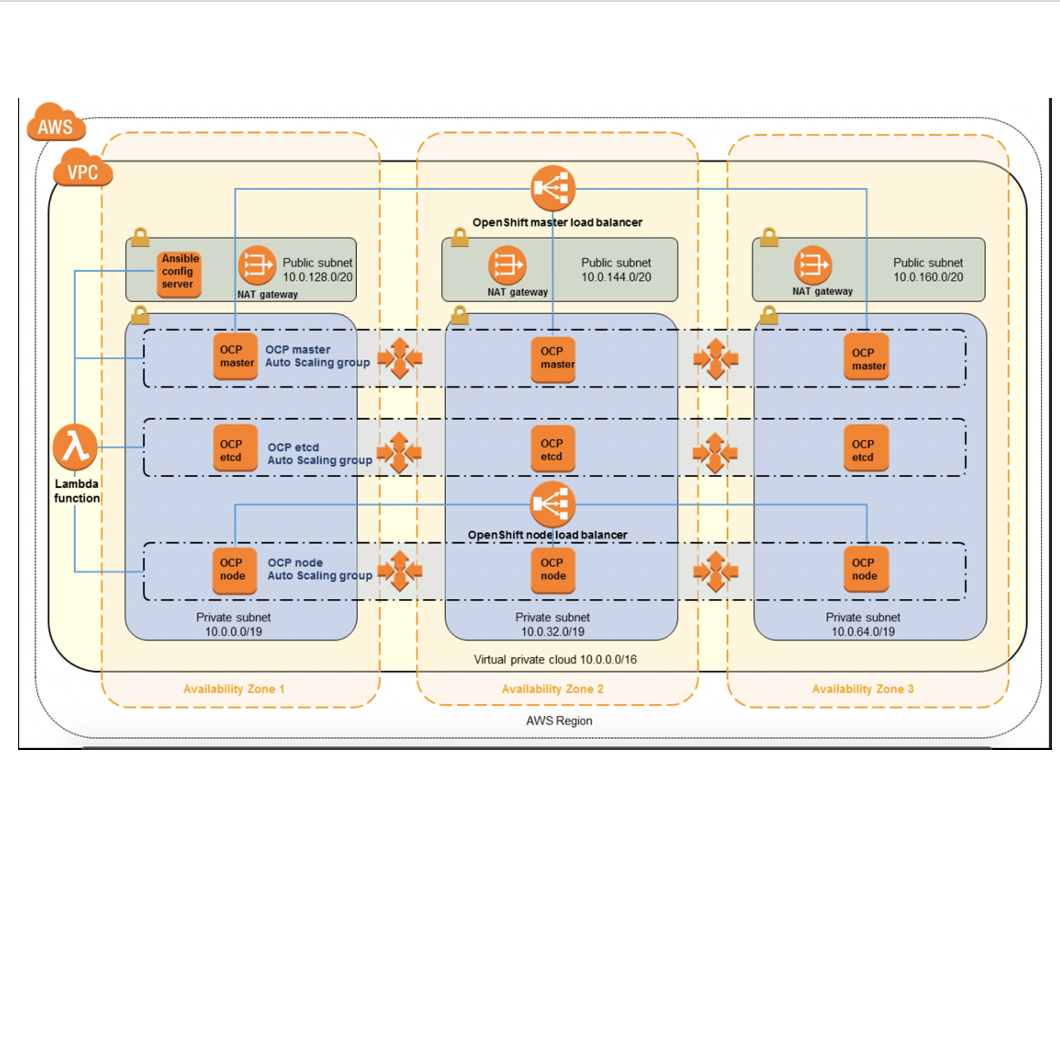 AWS
VPC
OpenShift master load balancer
Ansible
config
server
NAT gateway
Public subnet
10.0.128.0/20
NAT gateway
Public subnet
10.0.144.0/20
NAT gateway
Public subnet
10.0.160.0/20
OCP
master
OCP master
Auto Scaling group
OCP
master
OCP
master
Lambda
function
OCP
etcd
OCP etcd
Auto Scaling group
OCP
etcd
OCP
etcd
OpenShift node load balancer
OCP
node
OCP node
Auto Scaling group
OCP
node
OCP
node
Private subnet
10.0.0.0/19
Private subnet
10.0.32.0/19
Private subnet
10.0.64.0/19
Virtual private cloud 10.0.0.0/16
Availability Zone 1
Availability Zone 2
Availability Zone 3
AWS Region